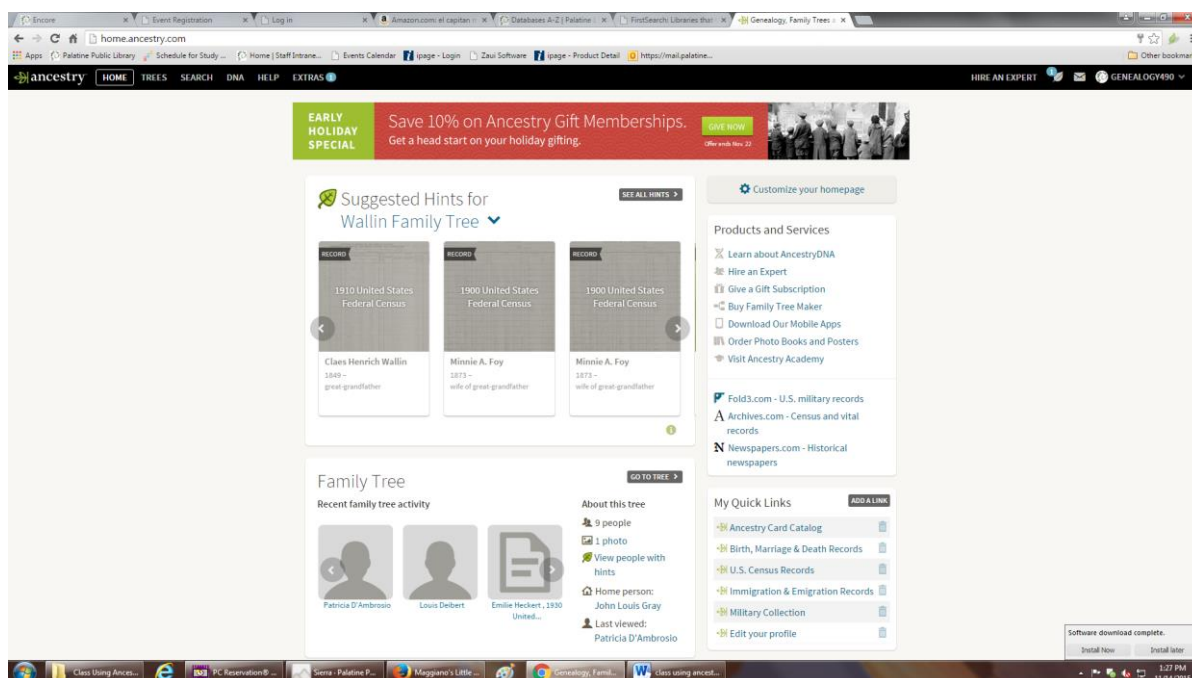 Encore
Event Registration
Log in
Amazon.com: el capitan
Databases A-Z | Palatine
FirstSearch: Libraries that
Genealogy, Family Trees
home.ancestry.com
Apps
Palatine Public Library
Schedule for Study ...
Home | Staff Intrane...
Events Calendar
ipage - Login
Zaui Software
ipage - Product Detail
https://mail.palatine...
Other bookmar
ancestry HOME TREES SEARCH DNA HELP EXTRAS 1
HIRE AN EXPERT
GENEALOGY490
EARLY
HOLIDAY
SPECIAL
Save 10% on Ancestry Gift Memberships.
Get a head start on your holiday gifting.
GIVE NOW
Offer ends Nov. 22
Suggested Hints for
Wallin Family Tree
SEE ALL HINTS >
RECORD
1910 United States
Federal Census
Claes Henrich Wallin
1849 –
great-grandfather
RECORD
1900 United States
Federal Census
Minnie A. Foy
1873 –
wife of great-grandfather
RECORD
1900 United States
Federal Census
Minnie A. Foy
1873 –
wife of great-grandfather
Customize your homepage
Products and Services
Learn about AncestryDNA
Hire an Expert
Give a Gift Subscription
Buy Family Tree Maker
Download Our Mobile Apps
Order Photo Books and Posters
Visit Ancestry Academy
Fold3.com - U.S. military records
Archives.com - Census and vital
records
Newspapers.com - Historical
newspapers
Family Tree
GO TO TREE >
Recent family tree activity
Patricia D'Ambrosio
Louis Deibert
Emilie Heckert , 1930
United...
About this tree
9 people
1 photo
View people with
hints
Home person:
John Louis Gray
Last viewed:
Patricia D'Ambrosio
My Quick Links
ADD A LINK
Ancestry Card Catalog
Birth, Marriage & Death Records
U.S. Census Records
Immigration & Emigration Records
Military Collection
Edit your profile
Software download complete.
Install Now
Install later
Class Using Ances...
PC Reservation® ...
Sierra - Palatine P...
Maggiano's Little ...
Genealogy, Famil...
class using ancest...
1:27 PM